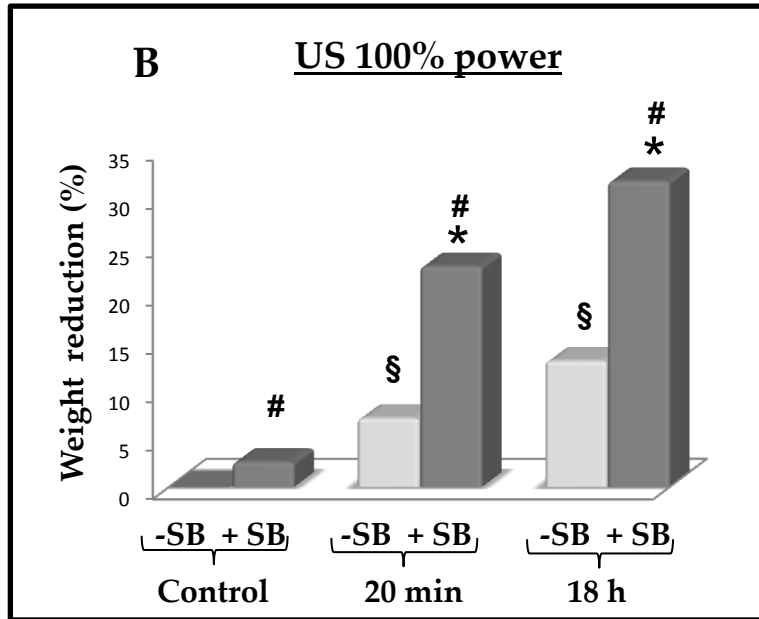 B US 100% power
Weight reduction (%)
35
30
25
20
15
10
5
0
#
§
#
*
§
#
*
-SB + SB
-SB + SB
-SB + SB
Control
20 min
18 h